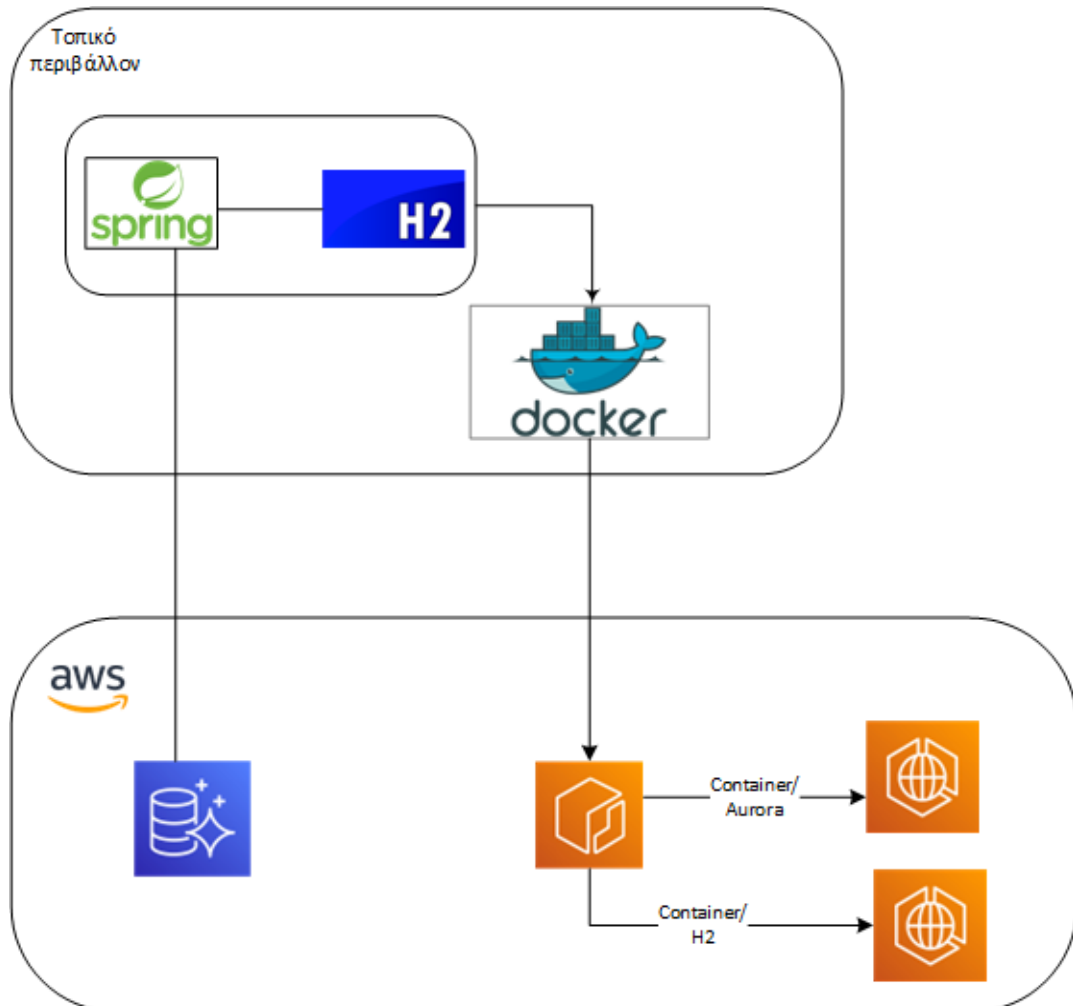 Τοπικό
περιβάλλον
spring
H2
docker
aws
Container/
Aurora
Container/
H2